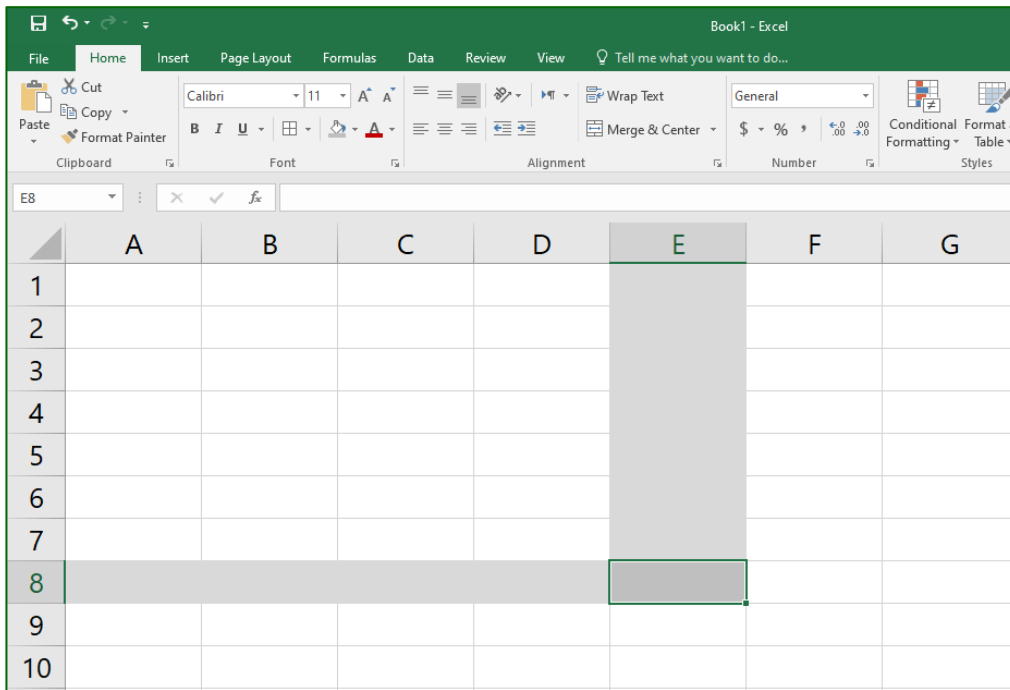 Book1 - Excel
File Home Insert Page Layout Formulas Data Review View Tell me what you want to do...
Cut
Copy
Format Painter
Paste
Calibri 11
B I U
Wrap Text
Merge & Center
General
$ % ,
Conditional Formatting
Format Table
Clipboard Font Alignment Number Styles
E8 fx
A B C D E F G
1
2
3
4
5
6
7
8
9
10